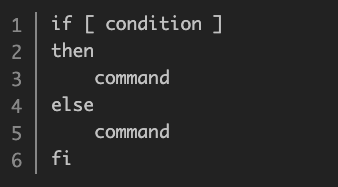 1 if [ condition ]
2 then
3     command
4 else
5     command
6 fi